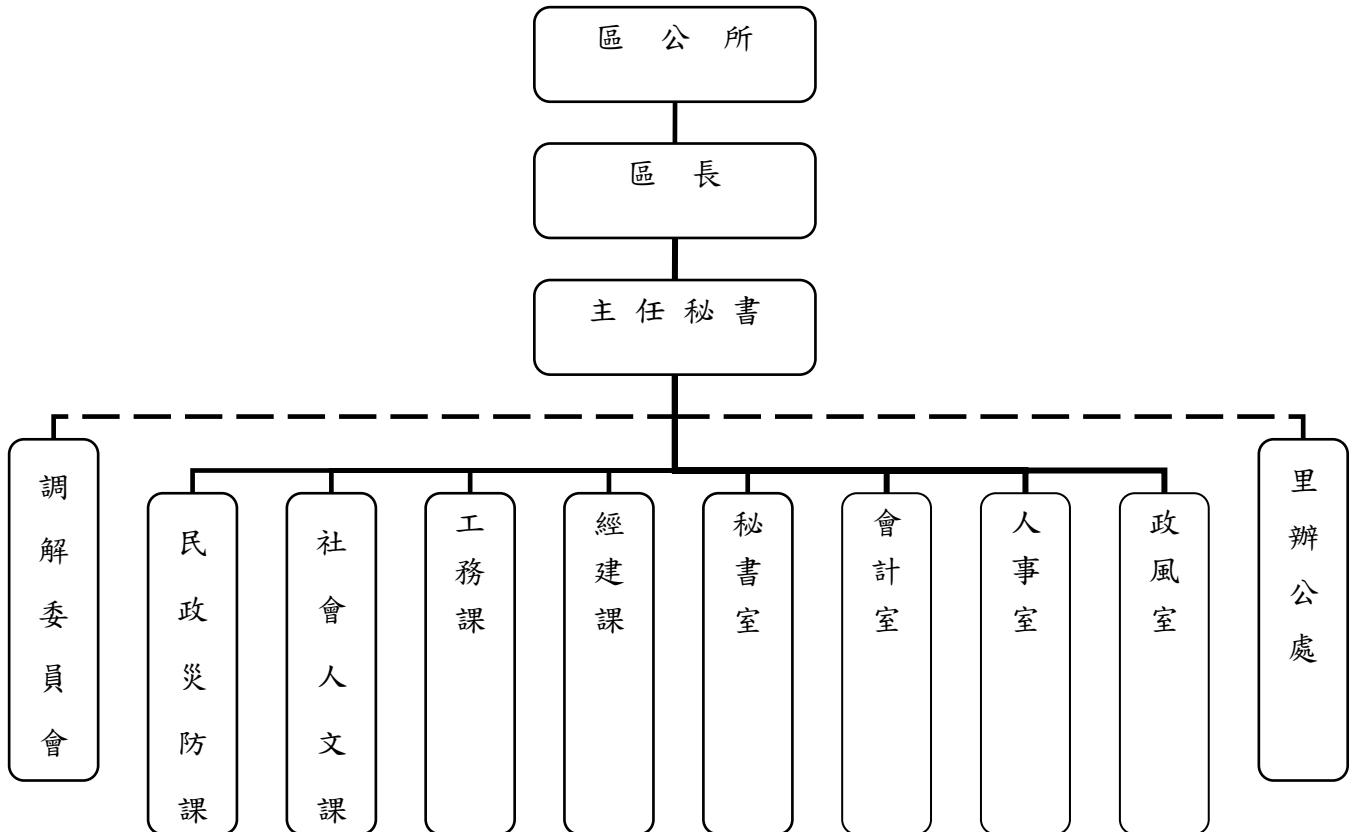 區公所
區長
主任秘書
調解委員會
民政災防課
社會人文課
工務課
經建課
秘書室
會計室
人事室
政風室
里辦公處